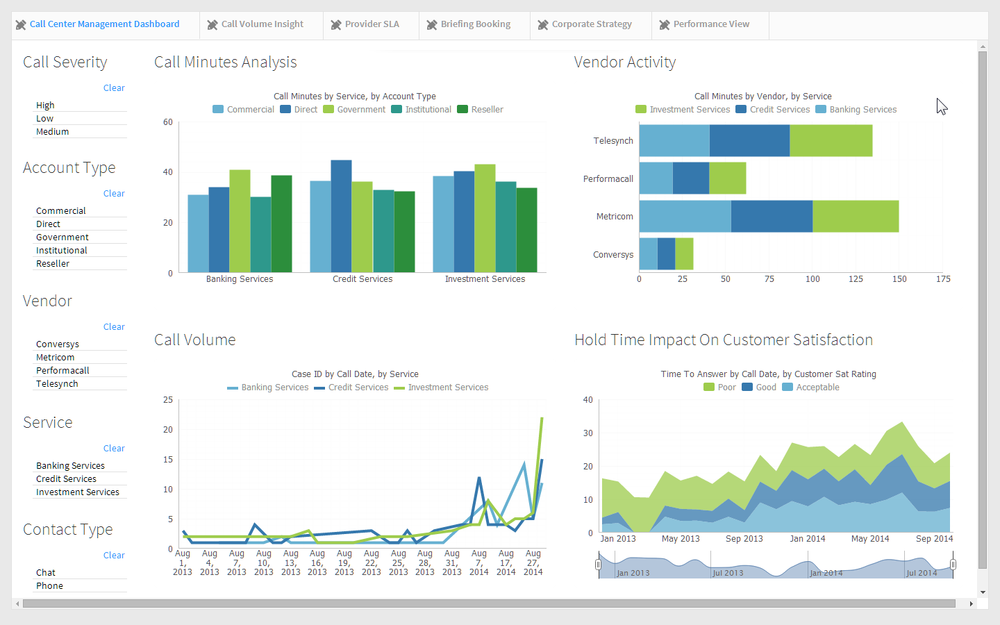 Call Center Management Dashboard
Call Volume Insight
Provider SLA
Briefing Booking
Corporate Strategy
Performance View
Call Severity
Clear
High
Low
Medium
Account Type
Clear
Commercial
Direct
Government
Institutional
Reseller
Vendor
Clear
Conversys
Metricom
Performacall
Telesynch
Service
Clear
Banking Services
Credit Services
Investment Services
Contact Type
Clear
Chat
Phone
Call Minutes Analysis
Call Minutes by Service, by Account Type
Commercial Direct Government Institutional Reseller
60
40
20
0
Banking Services Credit Services Investment Services
Vendor Activity
Call Minutes by Vendor, by Service
Investment Services Credit Services Banking Services
Telesynch
Performacall
Metricom
Conversys
0 25 50 75 100 125 150 175
Call Volume
Case ID by Call Date, by Service
Banking Services Credit Services Investment Services
25
20
15
10
5
0
Aug Aug Aug Aug Aug Aug Aug Aug Aug Aug Aug Aug Aug Aug
1, 4, 7, 10, 13, 16, 19, 22, 25, 28, 31, 7, 17, 27,
2013 2013 2013 2013 2013 2013 2013 2013 2013 2013 2013 2014 2014 2014
Hold Time Impact On Customer Satisfaction
Time To Answer by Call Date, by Customer Sat Rating
Poor Good Acceptable
40
30
20
10
0
Jan 2013 May 2013 Sep 2013 Jan 2014 May 2014 Sep 2014
Jan 2013 Jul 2013 Jan 2014 Jul 2014